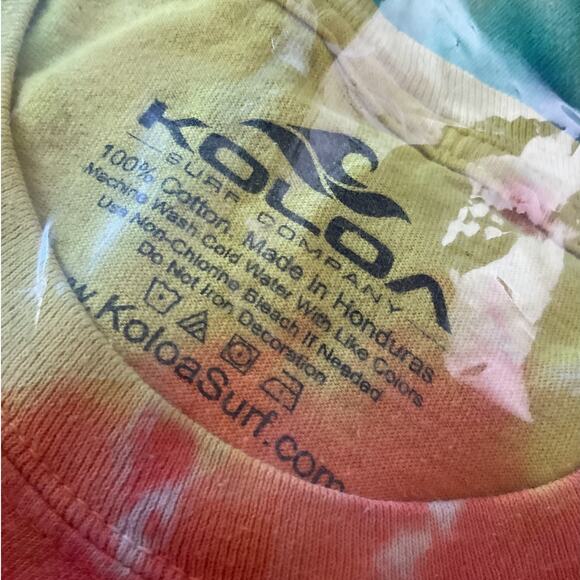 KOLOA
SURF COMPANY
100% Cotton. Made in Honduras.
Machine Wash Cold Water With Like Colors
Use Non-Chlorine Bleach If Needed
Do Not Iron Decoration
w.KoloaSurf.com